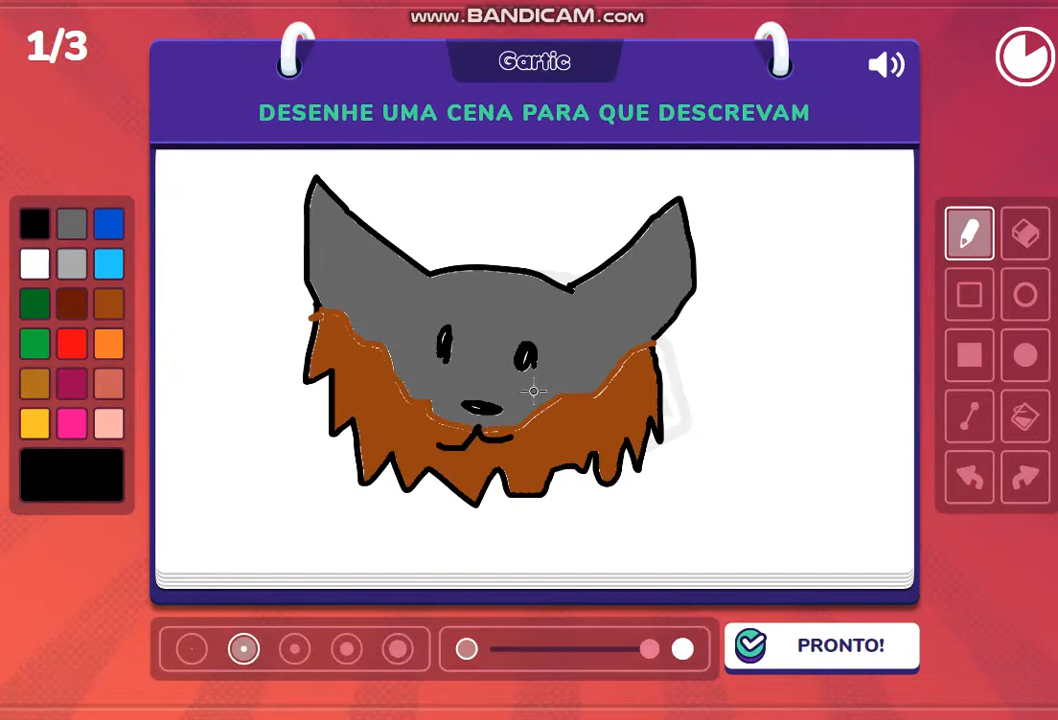 www.BANDICAM.com
1/3
Gartic
DESENHE UMA CENA PARA QUE DESCREVAM
PRONTO!